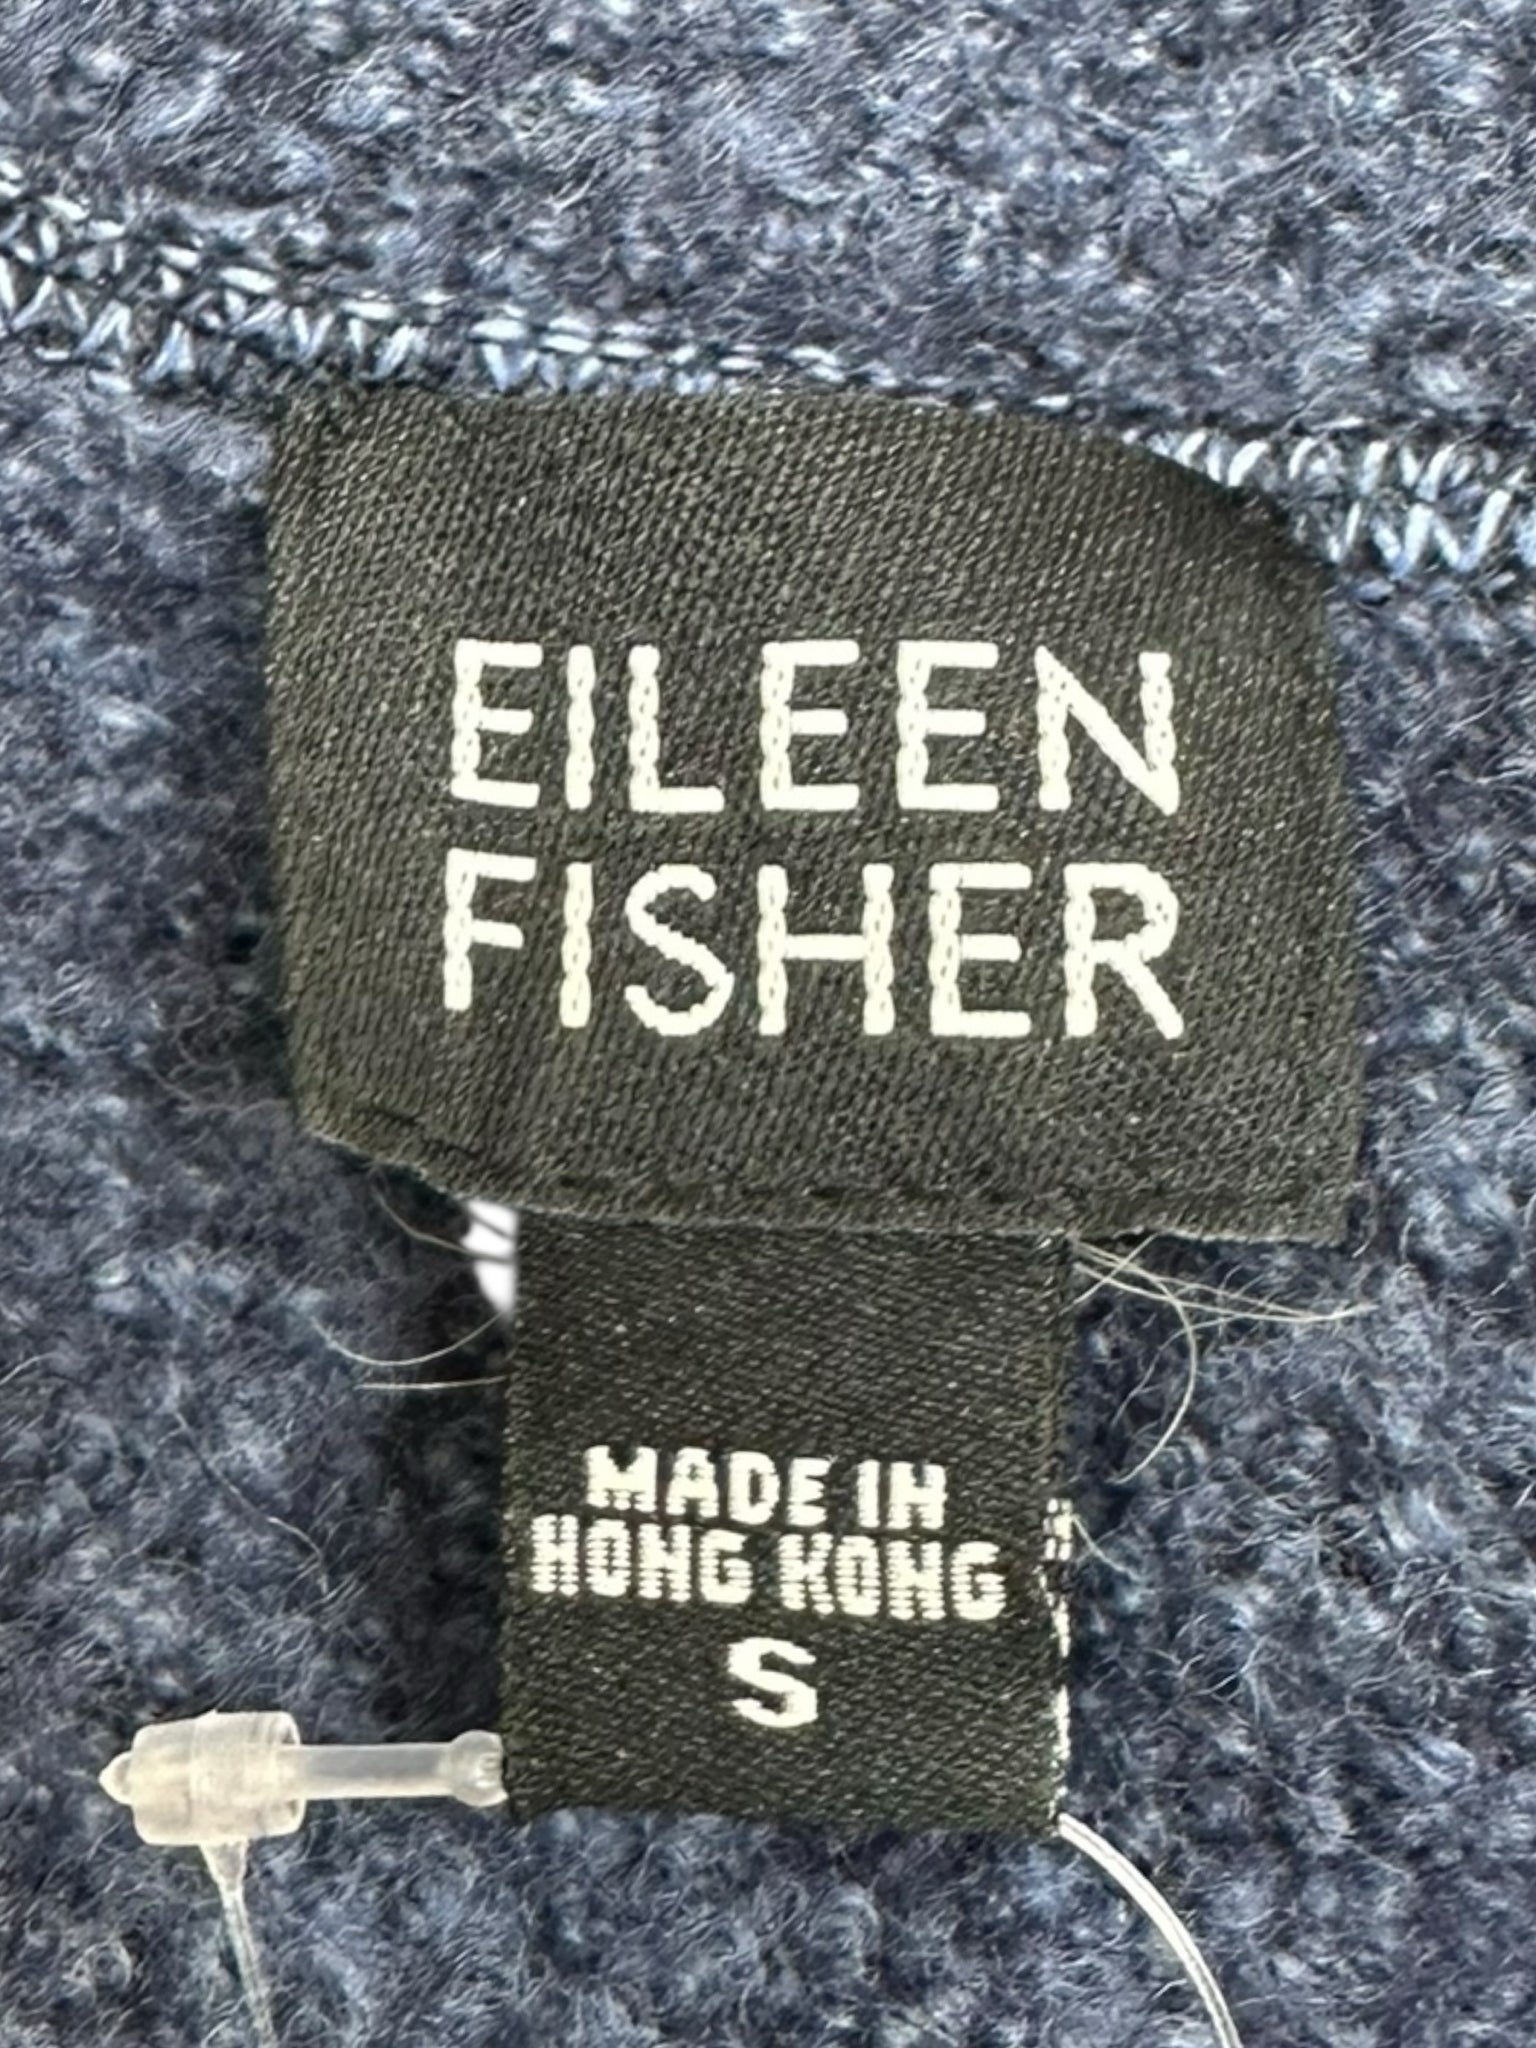 EILEEN
FISHER
MADE IN
HONG KONG
S